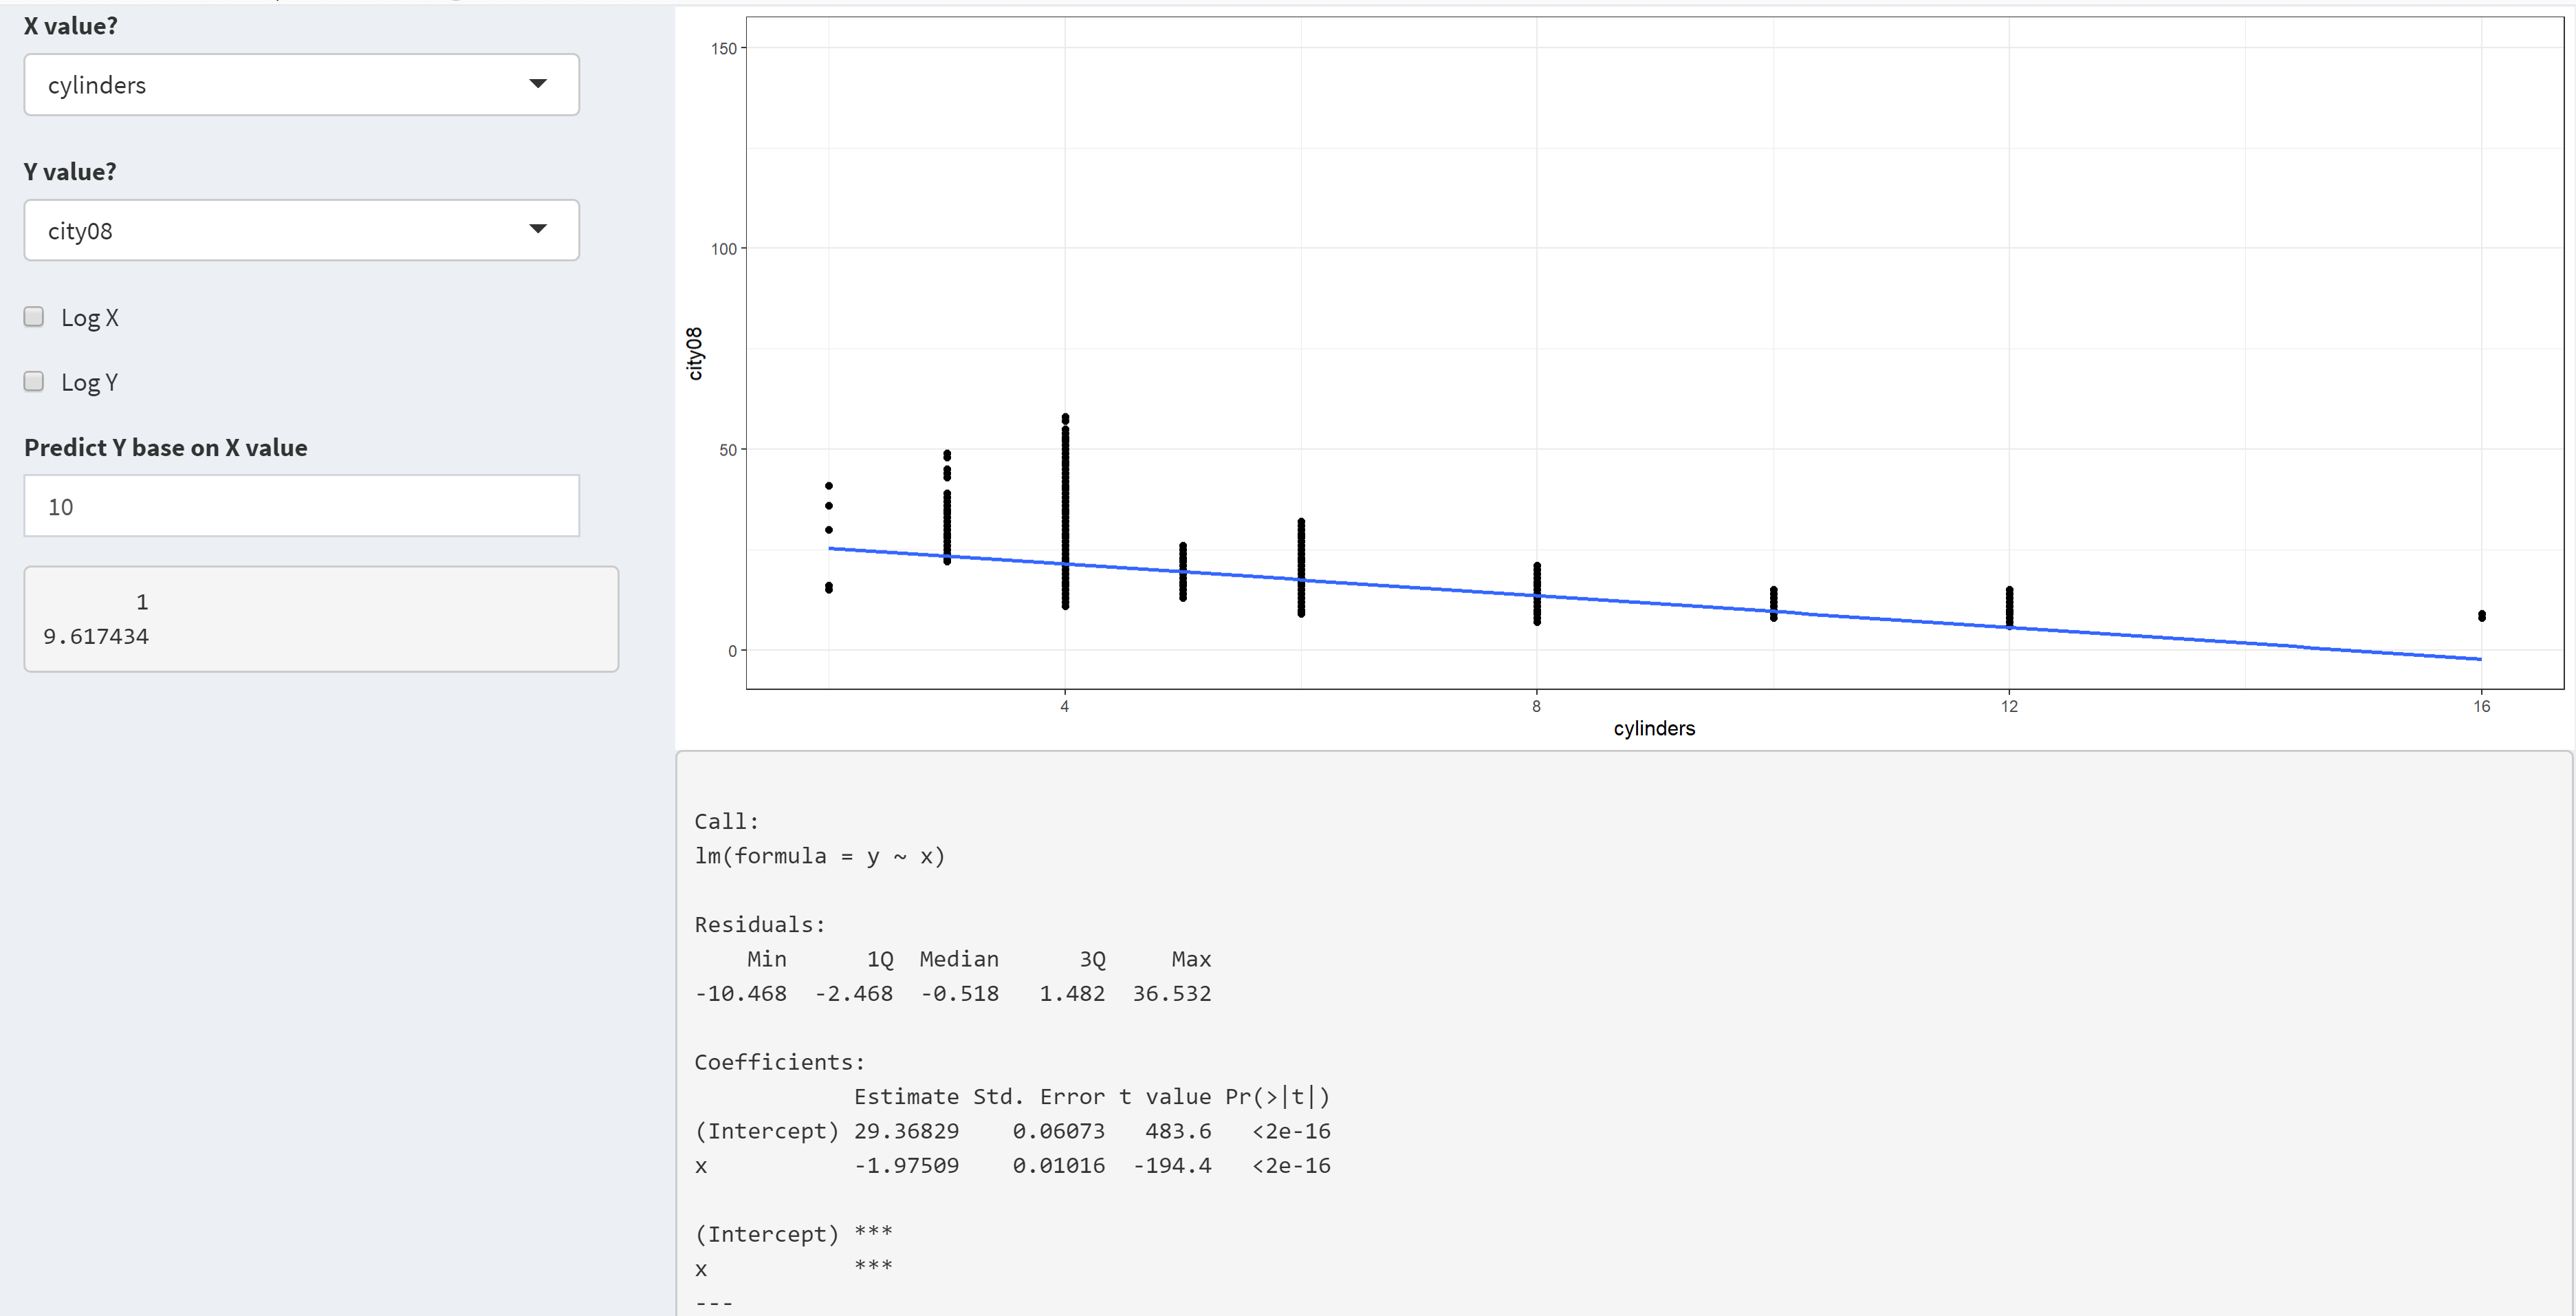 X value?
cylinders
Y value?
city08
Log X
Log Y
Predict Y base on X value
10
1
9.617434
150
100
50
0
city08
4 8 12 16
cylinders
Call:
lm(formula = y ~ x)
Residuals:
Min 1Q Median 3Q Max
-10.468 -2.468 -0.518 1.482 36.532
Coefficients:
Estimate Std. Error t value Pr(>|t|)
(Intercept) 29.36829 0.06073 483.6 <2e-16
x -1.97509 0.01016 -194.4 <2e-16
(Intercept) ***
x ***
---